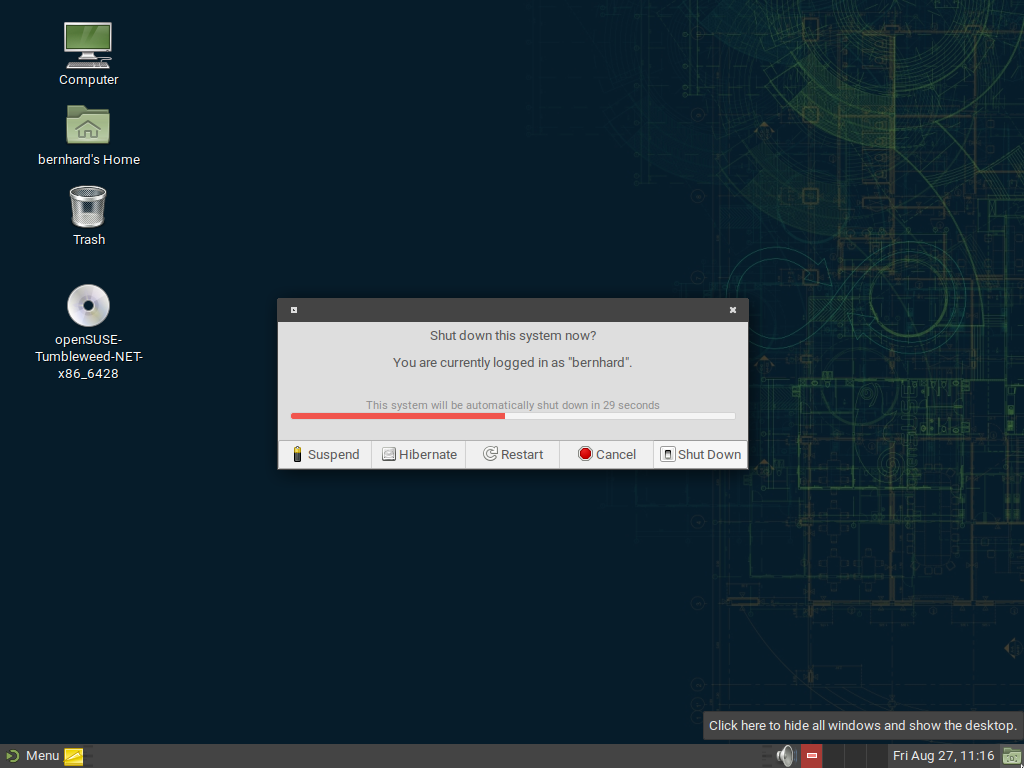 Computer
bernhard's Home
Trash
openSUSE-
Tumbleweed-NET-
x86_6428
Shut down this system now?
You are currently logged in as "bernhard".
This system will be automatically shut down in 29 seconds
Suspend
Hibernate
Restart
Cancel
Shut Down
Click here to hide all windows and show the desktop.
Menu
Fri Aug 27, 11:16